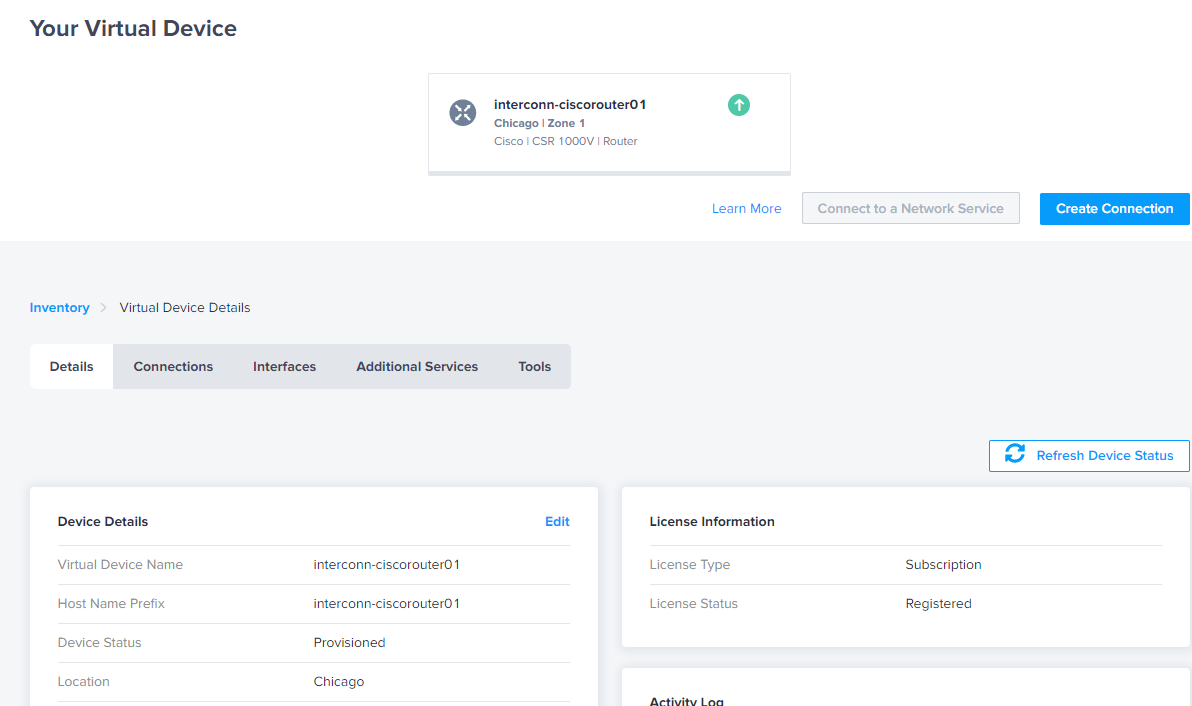 Your Virtual Device
interconn-ciscorouter01
Chicago | Zone 1
Cisco | CSR 1000V | Router
Learn More
Connect to a Network Service
Create Connection
Inventory
Virtual Device Details
Details
Connections
Interfaces
Additional Services
Tools
Refresh Device Status
Device Details
Edit
Virtual Device Name
interconn-ciscorouter01
Host Name Prefix
interconn-ciscorouter01
Device Status
Provisioned
Location
Chicago
License Information
License Type
Subscription
License Status
Registered
Activity Log